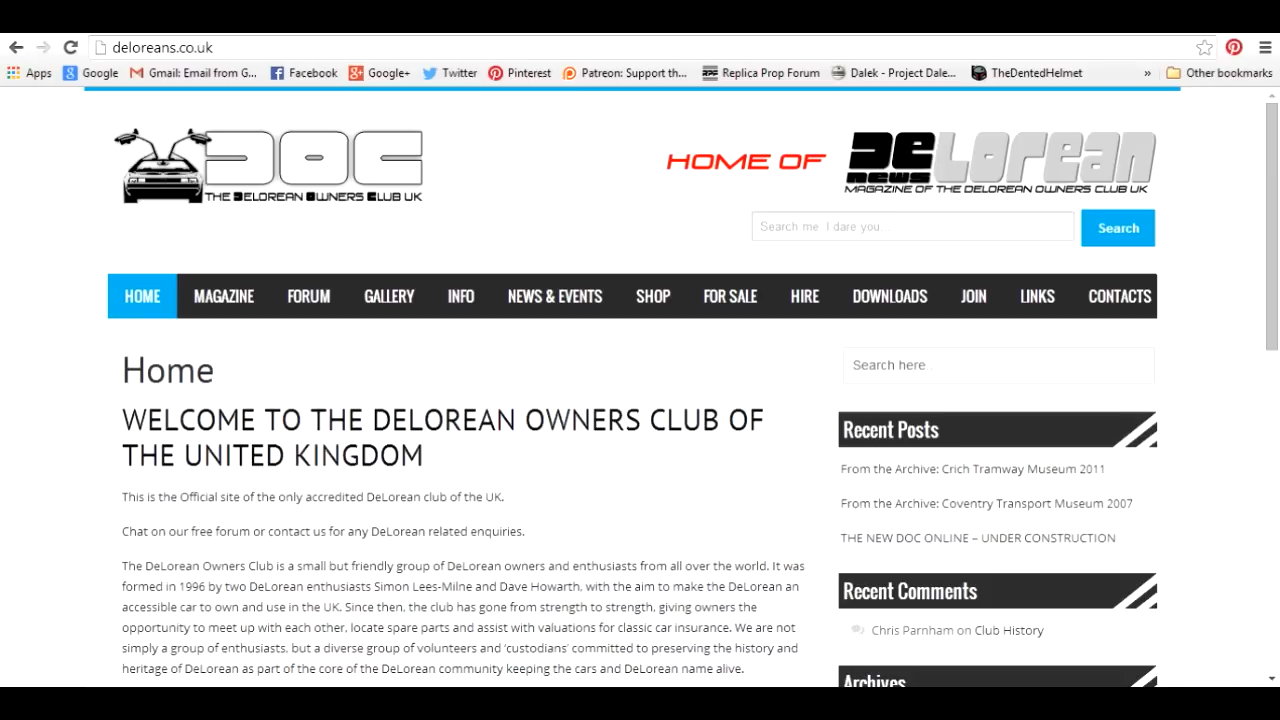 deloreans.co.uk
Apps Google Gmail: Email from G... Facebook Google+ Twitter Pinterest Patreon: Support th... Replica Prop Forum Dalek - Project Dale... TheDentedHelmet » Other bookmarks
DOC
THE DELOREAN OWNERS CLUB UK
HOME OF
DELOREAN
NEWS
MAGAZINE OF THE DELOREAN OWNERS CLUB UK
Search me I dare you...
Search
HOME MAGAZINE FORUM GALLERY INFO NEWS & EVENTS SHOP FOR SALE HIRE DOWNLOADS JOIN LINKS CONTACTS
Home
WELCOME TO THE DELOREAN OWNERS CLUB OF
THE UNITED KINGDOM
This is the Official site of the only accredited DeLorean club of the UK.
Chat on our free forum or contact us for any DeLorean related enquiries.
The DeLorean Owners Club is a small but friendly group of DeLorean owners and enthusiasts from all over the world. It was
formed in 1996 by two DeLorean enthusiasts Simon Lees-Milne and Dave Howarth, with the aim to make the DeLorean an
accessible car to own and use in the UK. Since then, the club has gone from strength to strength, giving owners the
opportunity to meet up with each other, locate spare parts and assist with valuations for classic car insurance. We are not
simply a group of enthusiasts, but a diverse group of volunteers and 'custodians' committed to preserving the history and
heritage of DeLorean as part of the core of the DeLorean community keeping the cars and DeLorean name alive.
Search here..
Recent Posts
From the Archive: Crich Tramway Museum 2011
From the Archive: Coventry Transport Museum 2007
THE NEW DOC ONLINE – UNDER CONSTRUCTION
Recent Comments
Chris Parnham on Club History
Archives